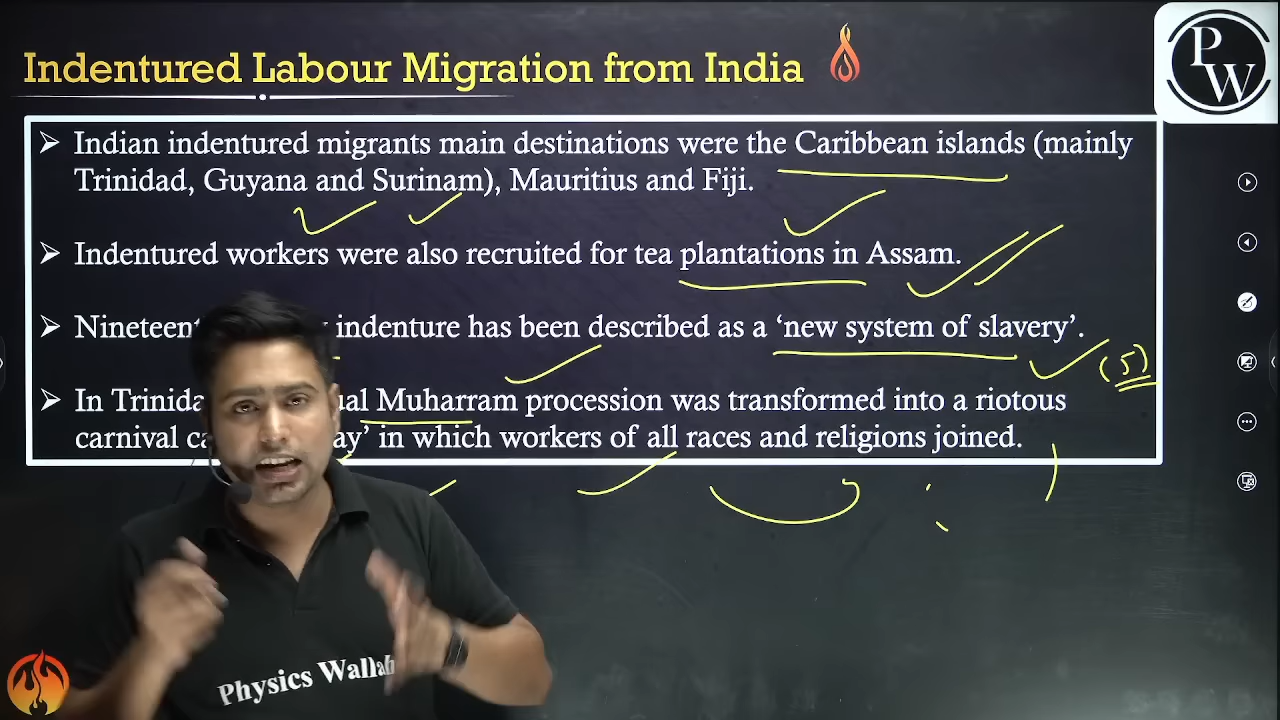 Indentured Labour Migration from India
P
W
➤ Indian indentured migrants main destinations were the Caribbean islands (mainly
Trinidad, Guyana and Surinam), Mauritius and Fiji.
➤ Indentured workers were also recruited for tea plantations in Assam.
➤ Nineteent indenture has been described as a ‘new system of slavery’.
(5)
➤ In Trinida ual Muharram procession was transformed into a riotous
carnival ca ay’ in which workers of all races and religions joined.
Physics Wallah